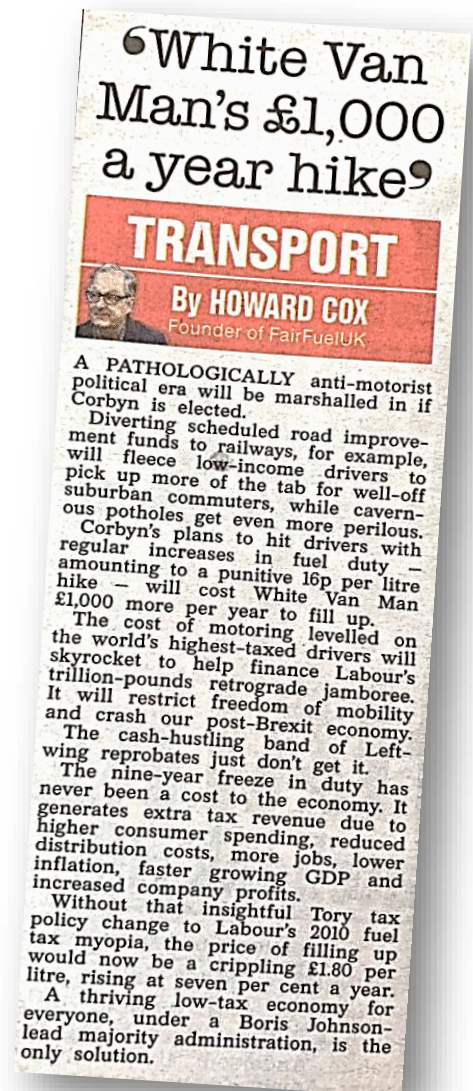 ‘White Van
Man’s £1,000
a year hike’
TRANSPORT
By HOWARD COX
Founder of FairFuelUK
A PATHOLOGICALLY anti-motorist
political era will be marshalled in if
Corbyn is elected.
Diverting scheduled road improve-
ment funds to railways, for example,
will fleece low-income drivers to
pick up more of the tab for well-off
suburban commuters, while cavern-
ous potholes get even more perilous.
Corbyn’s plans to hit drivers with
regular increases in fuel duty –
amounting to a punitive 16p per litre
hike – will cost White Van Man
£1,000 more per year to fill up.
The cost of motoring levelled on
the world’s highest-taxed drivers will
skyrocket to help finance Labour’s
trillion-pounds retrograde jamboree.
It will restrict freedom of mobility
and crash our post-Brexit economy.
The cash-hustling band of Left-
wing reprobates just don’t get it.
The nine-year freeze in duty has
never been a cost to the economy. It
generates extra tax revenue due to
higher consumer spending, reduced
distribution costs, more jobs, lower
inflation, faster growing GDP and
increased company profits.
Without that insightful Tory tax
policy change to Labour’s 2010 fuel
tax myopia, the price of filling up
would now be a crippling £1.80 per
litre, rising at seven per cent a year.
A thriving low-tax economy for
everyone, under a Boris Johnson-
lead majority administration, is the
only solution.